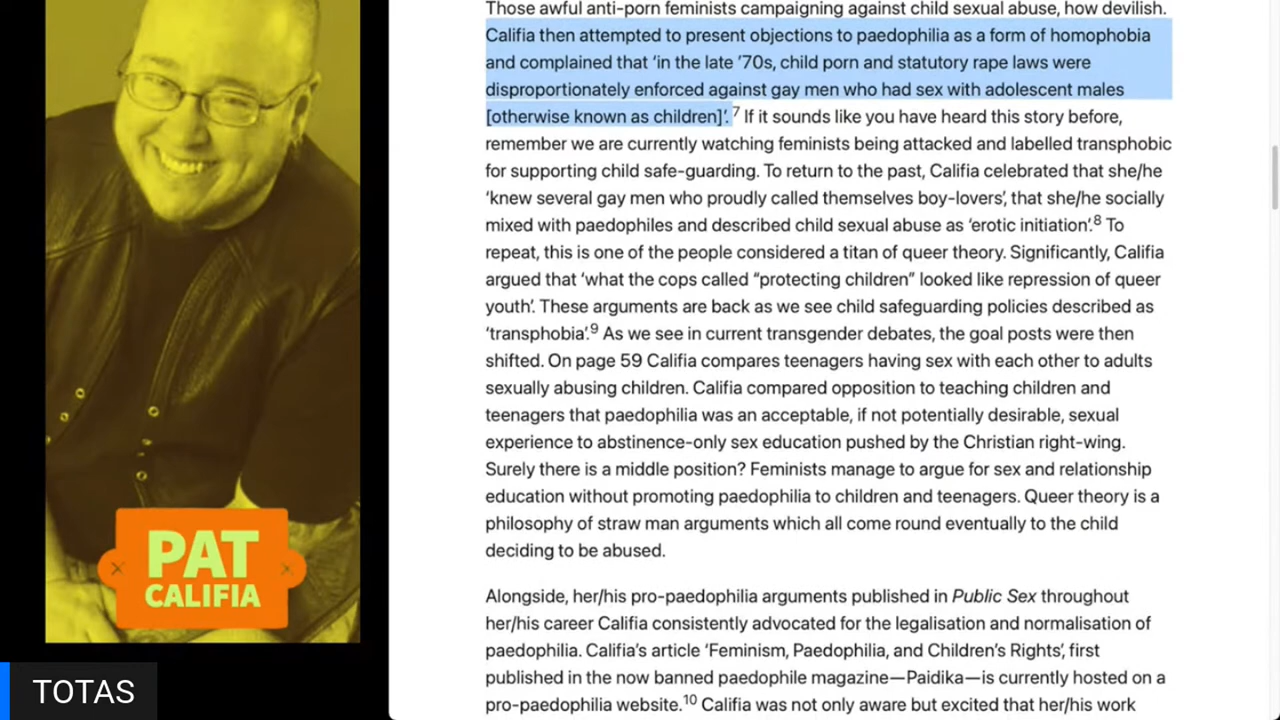 Those awful anti-porn feminists campaigning against child sexual abuse, how devilish.
Califia then attempted to present objections to paedophilia as a form of homophobia
and complained that ‘in the late ’70s, child porn and statutory rape laws were
disproportionately enforced against gay men who had sex with adolescent males
[otherwise known as children]’. 7 If it sounds like you have heard this story before,
remember we are currently watching feminists being attacked and labelled transphobic
for supporting child safe-guarding. To return to the past, Califia celebrated that she/he
‘knew several gay men who proudly called themselves boy-lovers’, that she/he socially
mixed with paedophiles and described child sexual abuse as ‘erotic initiation’.8 To
repeat, this is one of the people considered a titan of queer theory. Significantly, Califia
argued that ‘what the cops called “protecting children” looked like repression of queer
youth’. These arguments are back as we see child safeguarding policies described as
‘transphobia’.9 As we see in current transgender debates, the goal posts were then
shifted. On page 59 Califia compares teenagers having sex with each other to adults
sexually abusing children. Califia compared opposition to teaching children and
teenagers that paedophilia was an acceptable, if not potentially desirable, sexual
experience to abstinence-only sex education pushed by the Christian right-wing.
Surely there is a middle position? Feminists manage to argue for sex and relationship
education without promoting paedophilia to children and teenagers. Queer theory is a
philosophy of straw man arguments which all come round eventually to the child
deciding to be abused.
Alongside, her/his pro-paedophilia arguments published in Public Sex throughout
her/his career Califia consistently advocated for the legalisation and normalisation of
paedophilia. Califia’s article ‘Feminism, Paedophilia, and Children’s Rights’, first
published in the now banned paedophile magazine—Paidika—is currently hosted on a
pro-paedophilia website.10 Califia was not only aware but excited that her/his work
PAT
CALIFIA
TOTAS